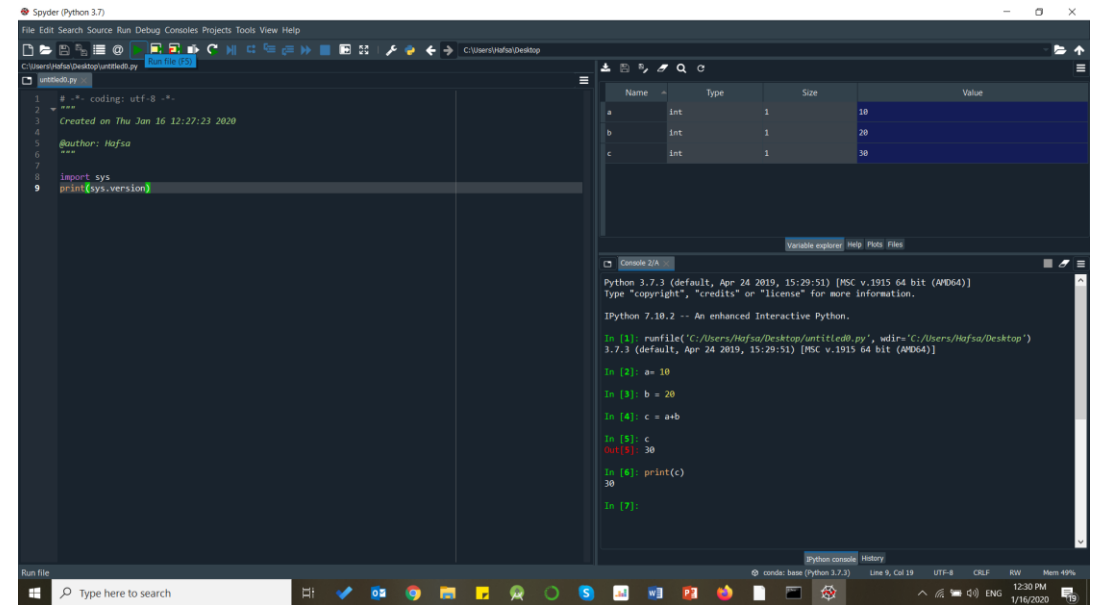 Spyder (Python 3.7)
File Edit Search Source Run Debug Consoles Projects Tools View Help
C:\Users\Hafsa\Desktop
C:\Users\Hafsa\Desktop\untitled0.py
Run file (F5)
untitled0.py
1 # -*- coding: utf-8 -*-
2 """
3 Created on Thu Jan 16 12:27:23 2020
4
5 @author: Hafsa
6 """
7
8 import sys
9 print(sys.version)
Name Type Size Value
a int 1 10
b int 1 20
c int 1 30
Variable explorer Help Plots Files
Console 2/A
Python 3.7.3 (default, Apr 24 2019, 15:29:51) [MSC v.1915 64 bit (AMD64)]
Type "copyright", "credits" or "license" for more information.
IPython 7.10.2 -- An enhanced Interactive Python.
In [1]: runfile('C:/Users/Hafsa/Desktop/untitled0.py', wdir='C:/Users/Hafsa/Desktop')
3.7.3 (default, Apr 24 2019, 15:29:51) [MSC v.1915 64 bit (AMD64)]
In [2]: a= 10
In [3]: b = 20
In [4]: c = a+b
In [5]: c
Out[5]: 30
In [6]: print(c)
30
In [7]:
IPython console History
Run file
conda: base (Python 3.7.3) Line 9, Col 19 UTF-8 CRLF RW Mem 49%
Type here to search
ENG
12:30 PM
1/16/2020
19